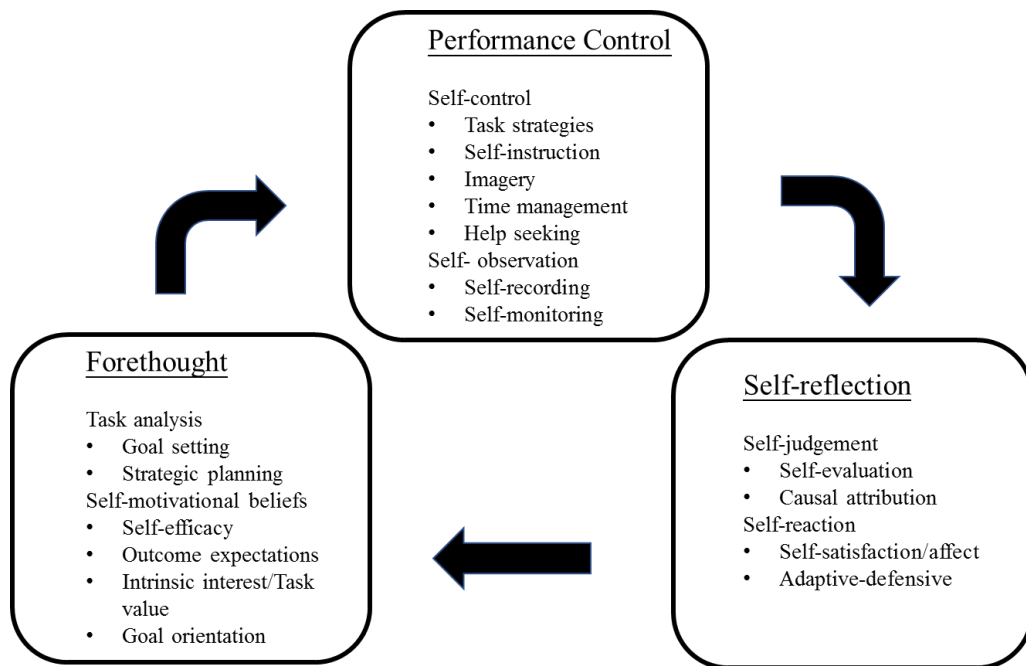 Performance Control
Self-control
• Task strategies
• Self-instruction
• Imagery
• Time management
• Help seeking
Self- observation
• Self-recording
• Self-monitoring
Forethought
Task analysis
• Goal setting
• Strategic planning
Self-motivational beliefs
• Self-efficacy
• Outcome expectations
• Intrinsic interest/Task
value
• Goal orientation
Self-reflection
Self-judgement
• Self-evaluation
• Causal attribution
Self-reaction
• Self-satisfaction/affect
• Adaptive-defensive